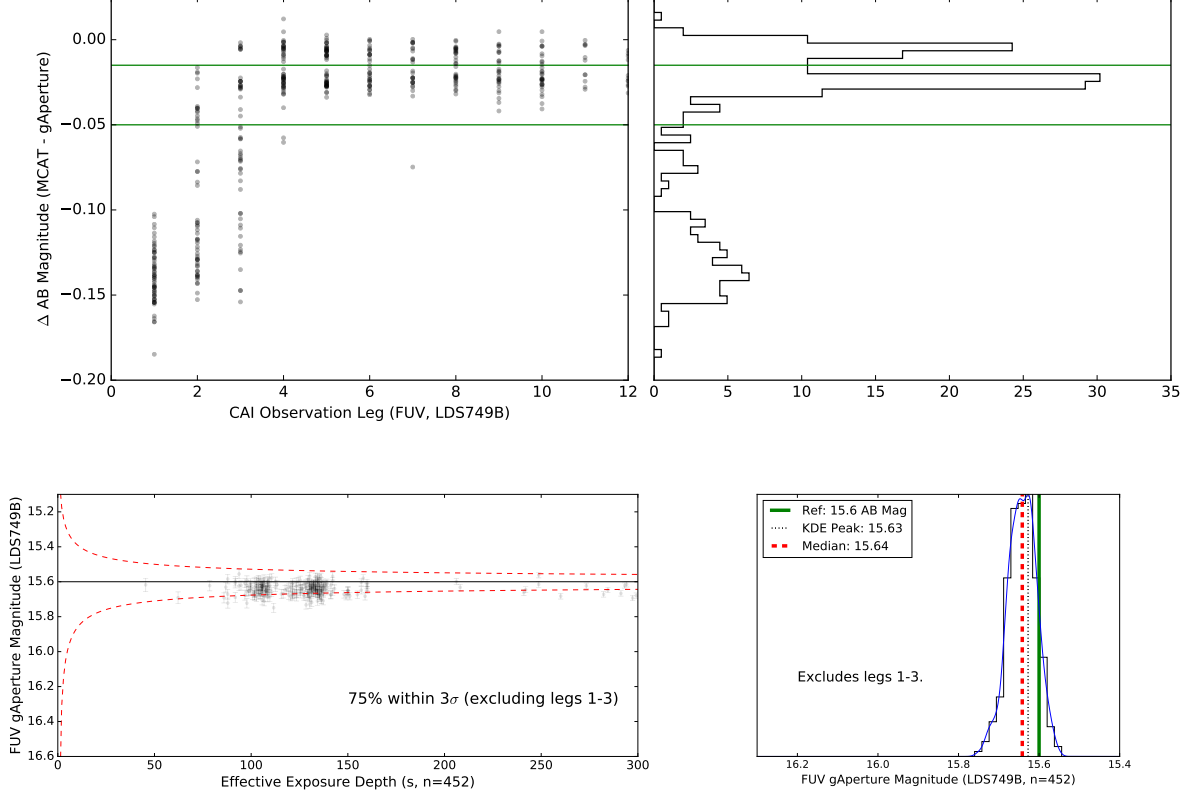 0.00
−0.05
−0.10
−0.15
−0.20
Δ AB Magnitude (MCAT - gAperture)
0 2 4 6 8 10 12
CAI Observation Leg (FUV, LDS749B)
0 5 10 15 20 25 30 35
15.2
15.4
15.6
15.8
16.0
16.2
16.4
16.6
FUV gAperture Magnitude (LDS749B)
75% within 3σ (excluding legs 1-3)
0 50 100 150 200 250 300
Effective Exposure Depth (s, n=452)
Ref: 15.6 AB Mag
KDE Peak: 15.63
Median: 15.64
Excludes legs 1-3.
16.2 16.0 15.8 15.6 15.4
FUV gAperture Magnitude (LDS749B, n=452)